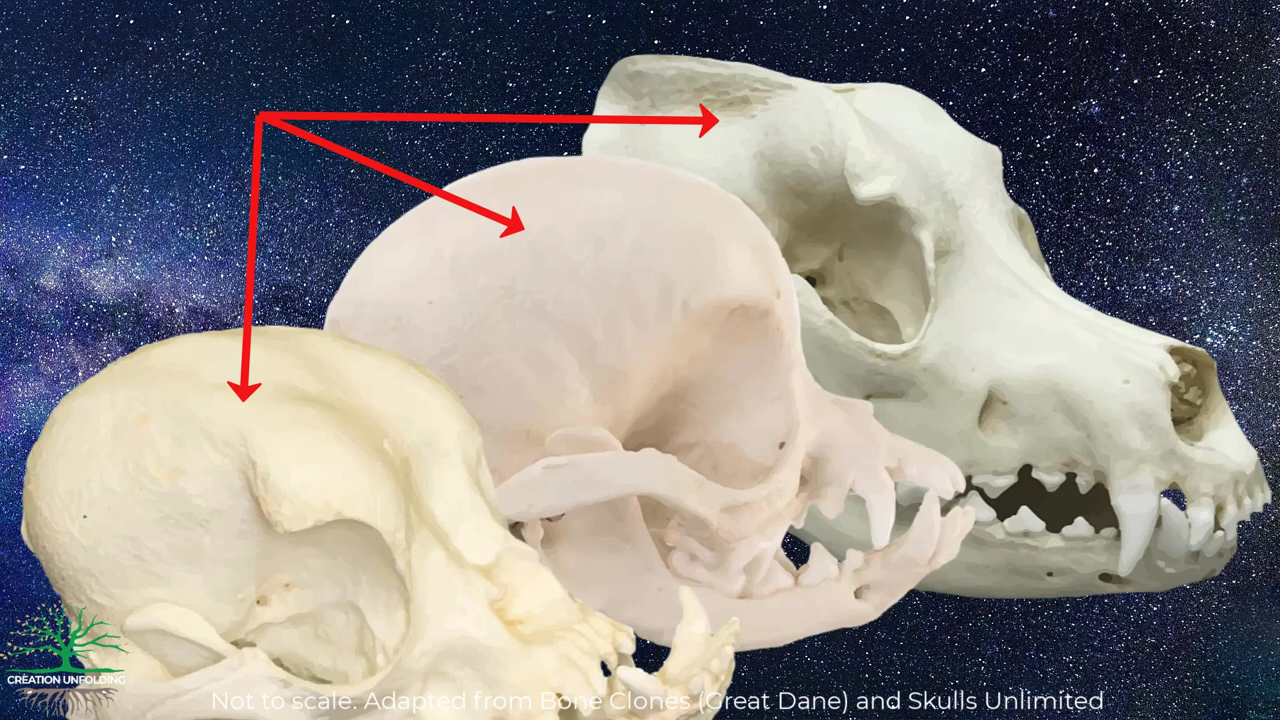 CREATION UNFOLDING
Not to scale. Adapted from Bone Clones (Great Dane) and Skulls Unlimited